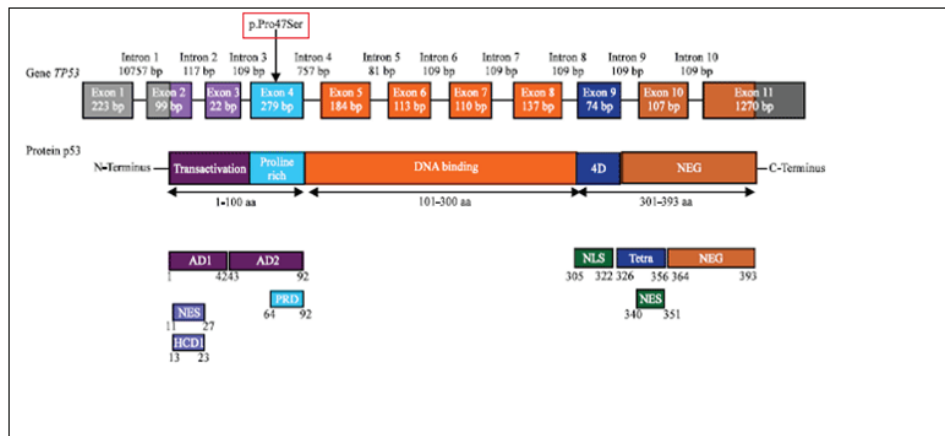 p.Pro47Ser
Intron 1 Intron 2 Intron 3 Intron 4 Intron 5 Intron 6 Intron 7 Intron 8 Intron 9 Intron 10
10757 bp 117 bp 109 bp 757 bp 81 bp 109 bp 109 bp 109 bp 109 bp 109 bp
Gene TP53
Exon 1 Exon 2 Exon 3 Exon 4 Exon 5 Exon 6 Exon 7 Exon 8 Exon 9 Exon 10 Exon 11
223 bp 99 bp 22 bp 279 bp 184 bp 113 bp 110 bp 137 bp 74 bp 107 bp 1270 bp
Protein p53
N-Terminus Transactivation Proline rich DNA binding 4D NEG C-Terminus
1-100 aa 101-300 aa 301-393 aa
AD1 AD2 NLS Tetra NEG
1 42 43 92 305 322 326 356 364 393
NES PRD NES
11 27 64 92 340 351
HCD1
13 23